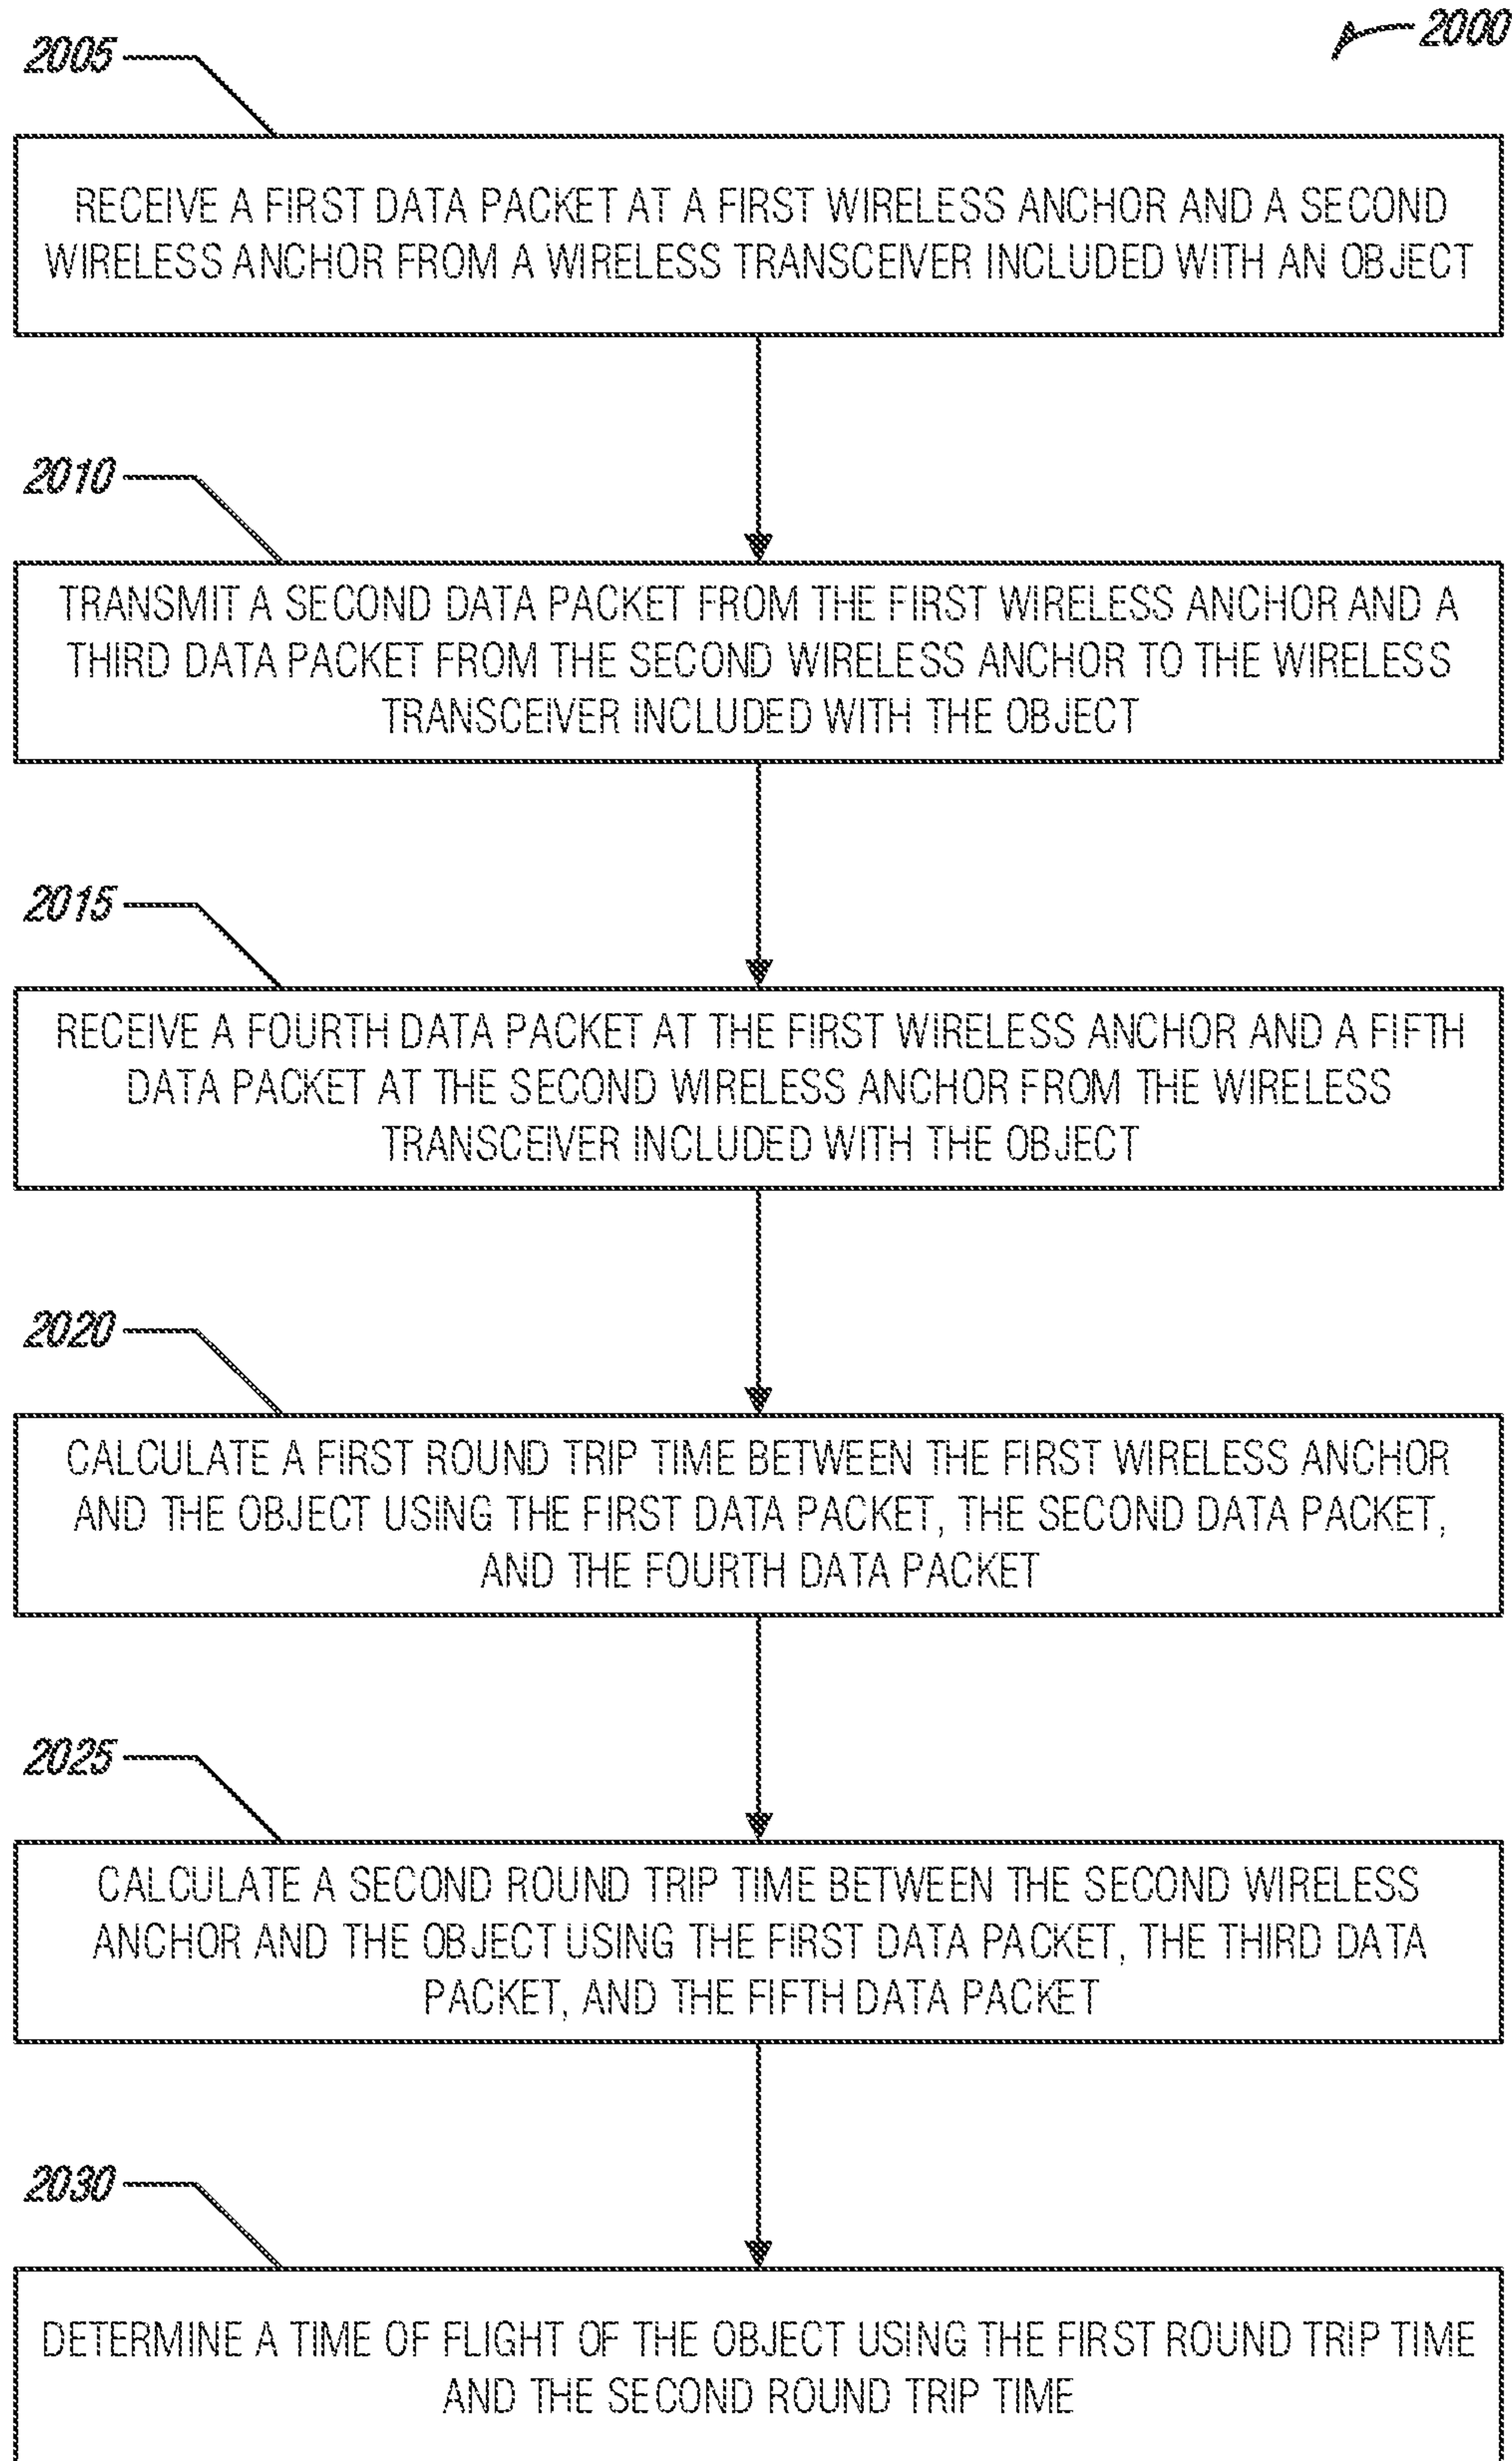 2000
2005
RECEIVE A FIRST DATA PACKET AT A FIRST WIRELESS ANCHOR AND A SECOND
WIRELESS ANCHOR FROM A WIRELESS TRANSCEIVER INCLUDED WITH AN OBJECT
2010
TRANSMIT A SECOND DATA PACKET FROM THE FIRST WIRELESS ANCHOR AND A
THIRD DATA PACKET FROM THE SECOND WIRELESS ANCHOR TO THE WIRELESS
TRANSCEIVER INCLUDED WITH THE OBJECT
2015
RECEIVE A FOURTH DATA PACKET AT THE FIRST WIRELESS ANCHOR AND A FIFTH
DATA PACKET AT THE SECOND WIRELESS ANCHOR FROM THE WIRELESS
TRANSCEIVER INCLUDED WITH THE OBJECT
2020
CALCULATE A FIRST ROUND TRIP TIME BETWEEN THE FIRST WIRELESS ANCHOR
AND THE OBJECT USING THE FIRST DATA PACKET, THE SECOND DATA PACKET,
AND THE FOURTH DATA PACKET
2025
CALCULATE A SECOND ROUND TRIP TIME BETWEEN THE SECOND WIRELESS
ANCHOR AND THE OBJECT USING THE FIRST DATA PACKET, THE THIRD DATA
PACKET, AND THE FIFTH DATA PACKET
2030
DETERMINE A TIME OF FLIGHT OF THE OBJECT USING THE FIRST ROUND TRIP TIME
AND THE SECOND ROUND TRIP TIME